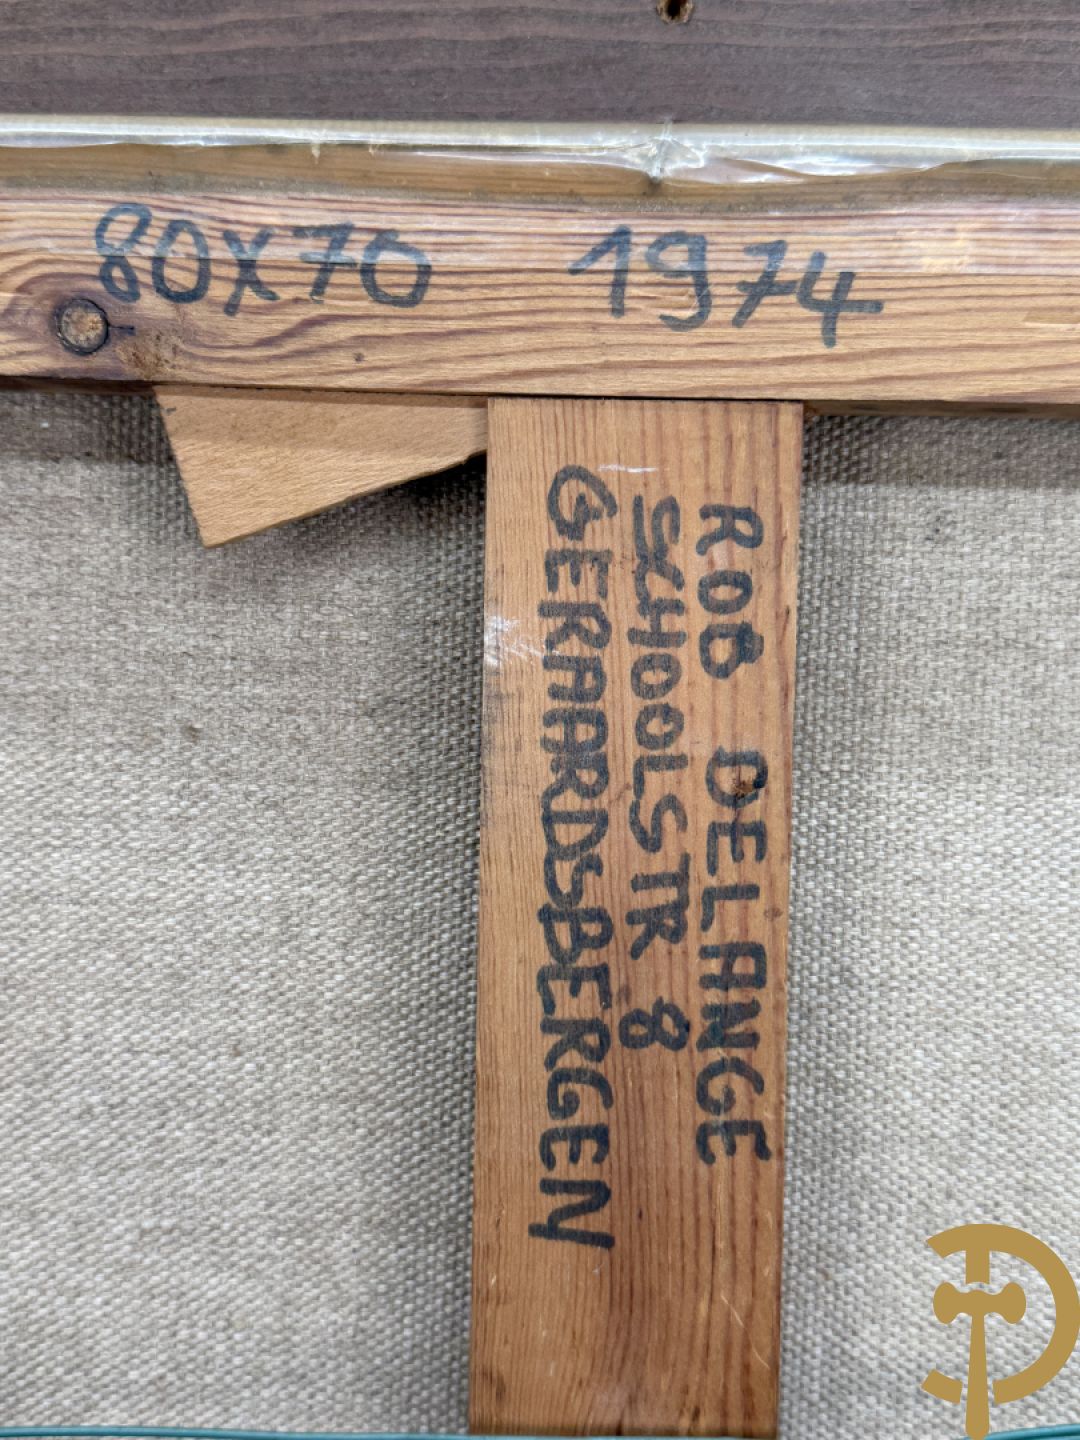 80X70 1974
ROB DELANGE
SCHOOLSTR 8
GERAARDSBERGEN